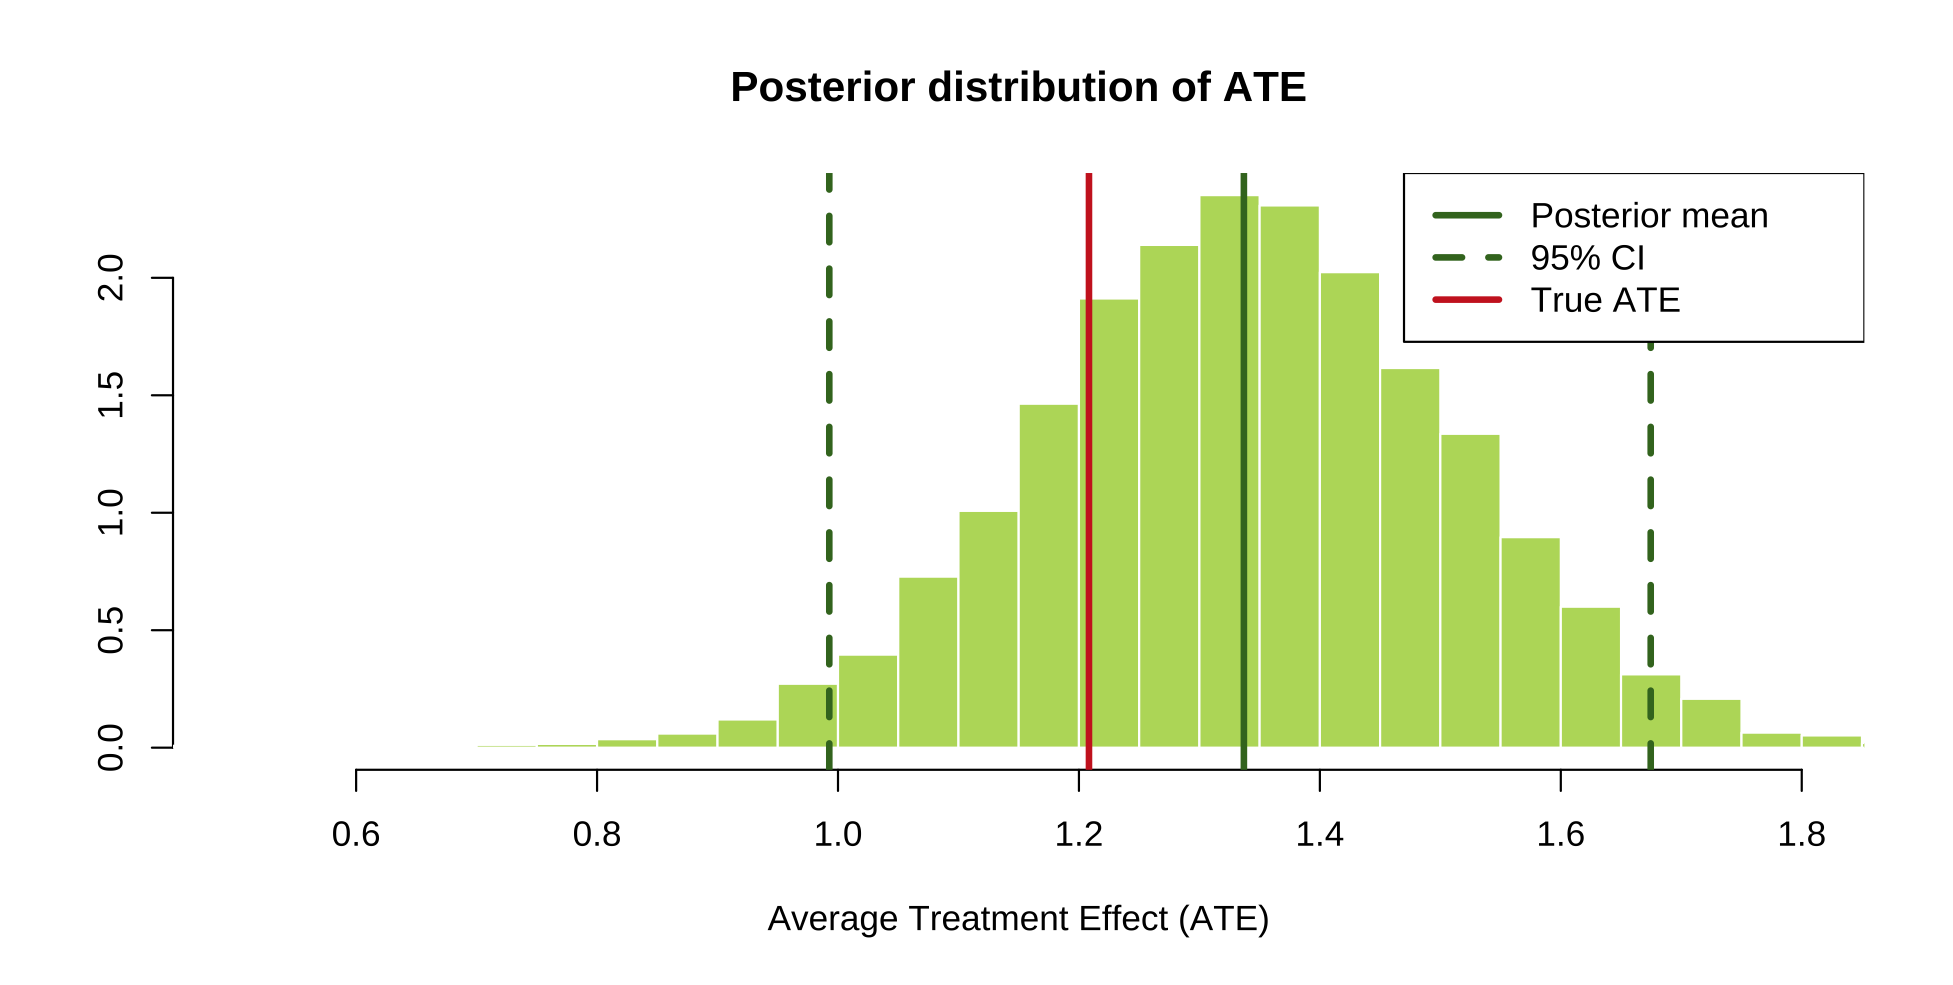 Posterior distribution of ATE
Posterior mean
95% CI
True ATE
2.0
1.5
1.0
0.5
0.0
0.6 0.8 1.0 1.2 1.4 1.6 1.8
Average Treatment Effect (ATE)